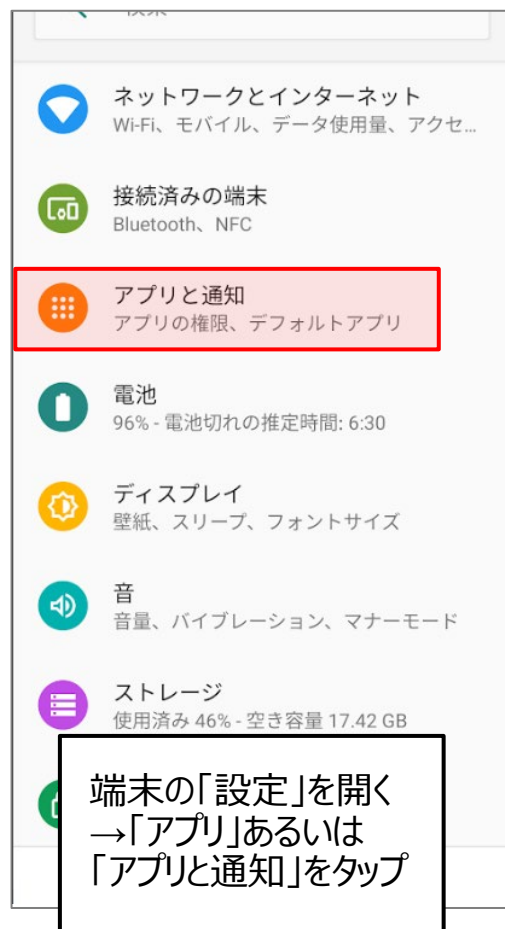 ネットワークとインターネット
Wi-Fi、モバイル、データ使用量、アクセ...
接続済みの端末
Bluetooth、NFC
アプリと通知
アプリの権限、デフォルトアプリ
電池
96% - 電池切れの推定時間: 6:30
ディスプレイ
壁紙、スリープ、フォントサイズ
音
音量、バイブレーション、マナーモード
ストレージ
使用済み 46% - 空き容量 17.42 GB
端末の「設定」を開く
→「アプリ」あるいは
「アプリと通知」をタップ